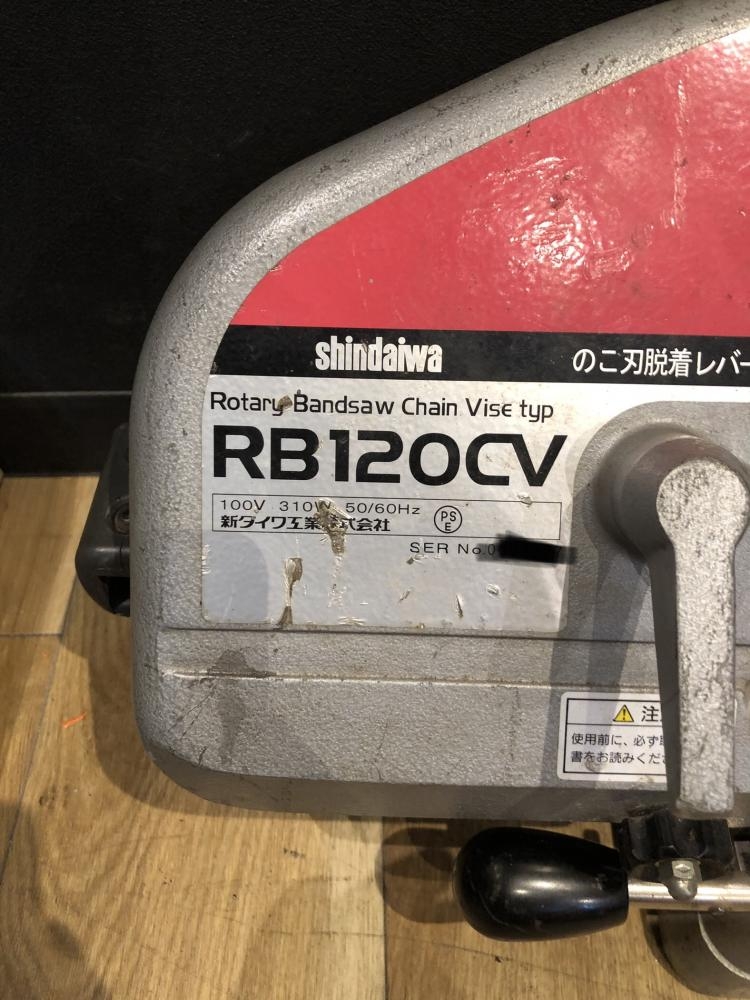 shindaiwa
のこ刃脱着レバー
Rotary Bandsaw Chain Vise typ
RB120CV
100V 310W 50/60Hz
新ダイワ工業株式会社
PS
E
SER No.0
注
使用前に、必ず
書をお読みくだ